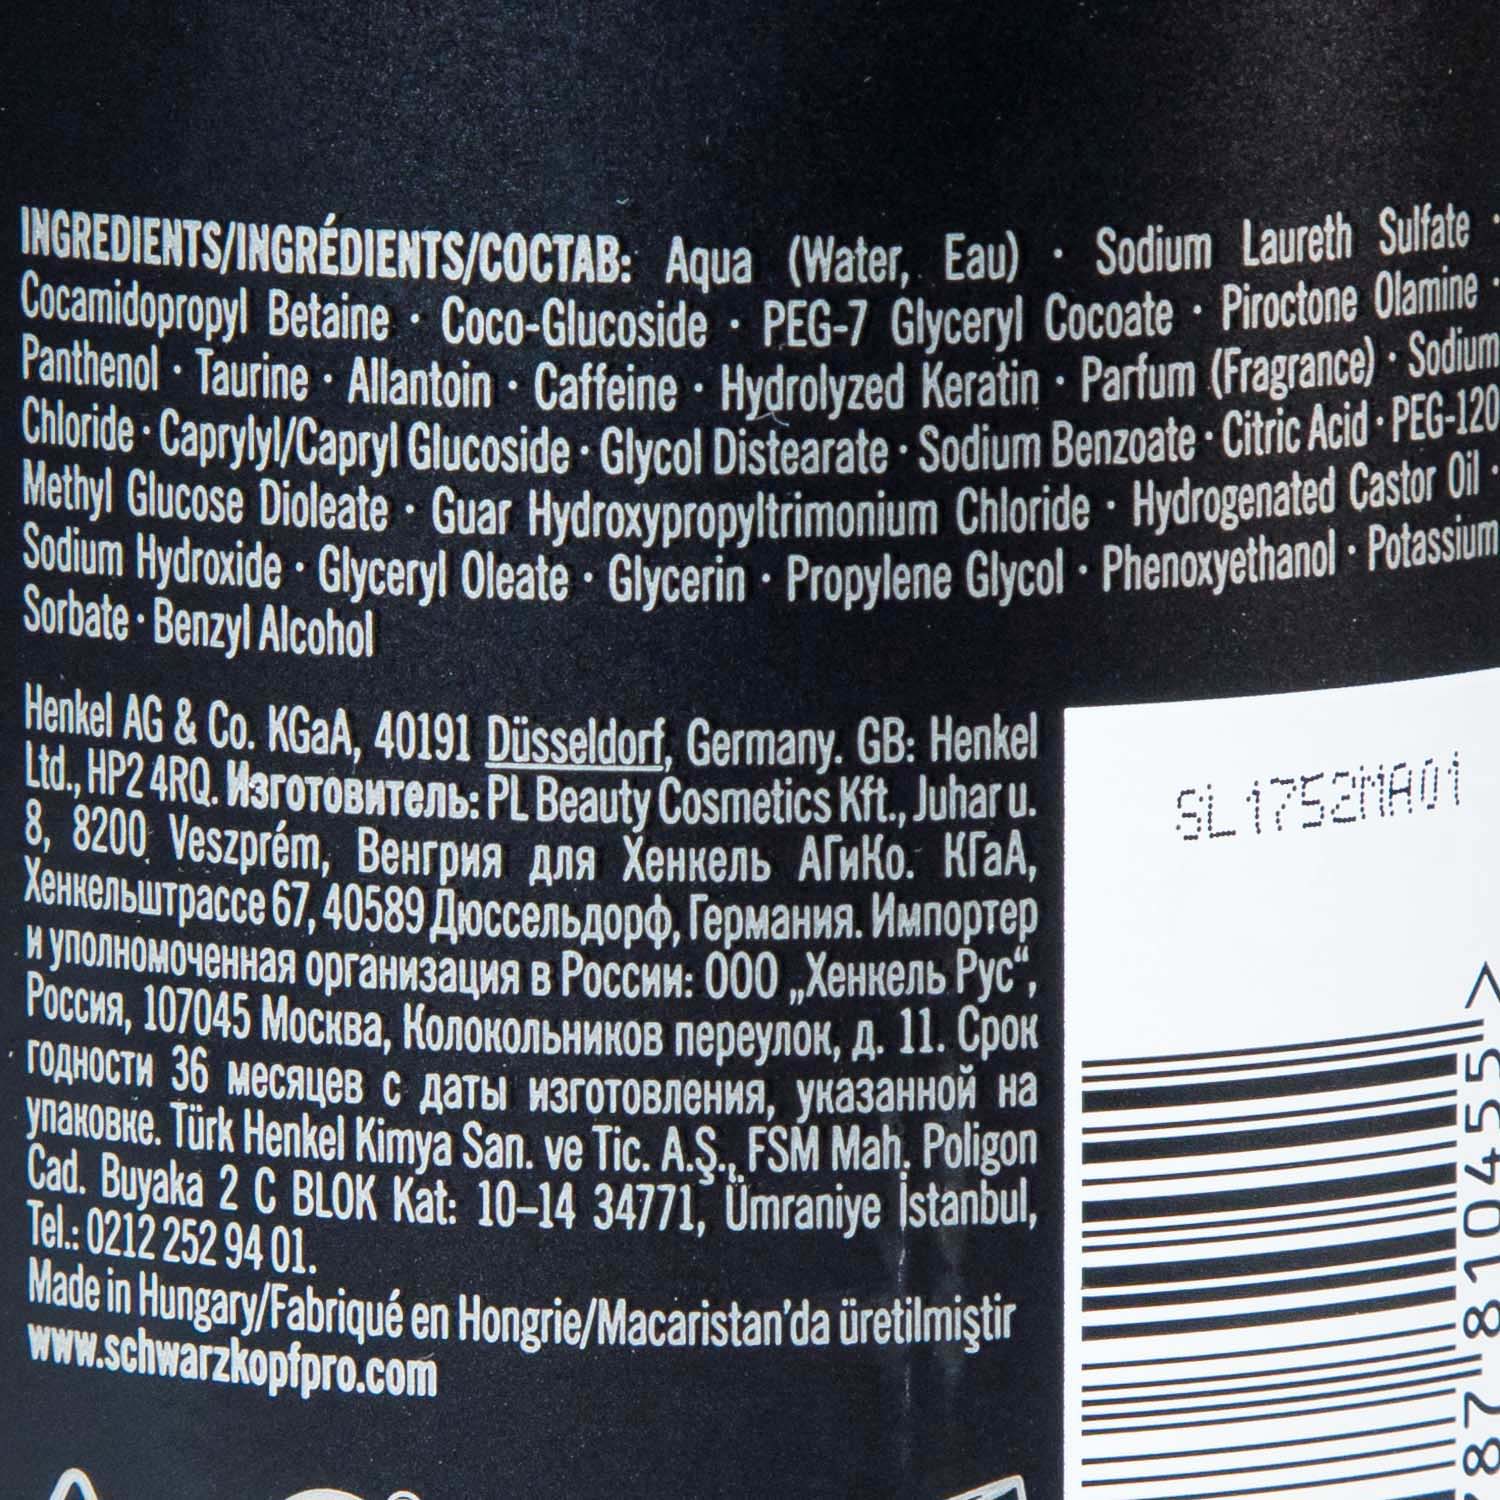 INGREDIENTS/INGRÉDIENTS/СОСТАВ: Aqua (Water, Eau) · Sodium Laureth Sulfate ·
Cocamidopropyl Betaine · Coco-Glucoside · PEG-7 Glyceryl Cocoate · Piroctone Olamine ·
Panthenol · Taurine · Allantoin · Caffeine · Hydrolyzed Keratin · Parfum (Fragrance) · Sodium
Chloride · Caprylyl/Capryl Glucoside · Glycol Distearate · Sodium Benzoate · Citric Acid · PEG-120
Methyl Glucose Dioleate · Guar Hydroxypropyltrimonium Chloride · Hydrogenated Castor Oil ·
Sodium Hydroxide · Glyceryl Oleate · Glycerin · Propylene Glycol · Phenoxyethanol · Potassium
Sorbate · Benzyl Alcohol
Henkel AG & Co. KGaA, 40191 Düsseldorf, Germany. GB: Henkel
Ltd., HP2 4RQ. Изготовитель: PL Beauty Cosmetics Kft., Juhar u.
8, 8200 Veszprém, Венгрия для Хенкель АГиКо. КГаА,
Хенкельштрассе 67, 40589 Дюссельдорф, Германия. Импортер
и уполномоченная организация в России: ООО „Хенкель Рус“,
Россия, 107045 Москва, Колокольников переулок, д. 11. Срок
годности 36 месяцев с даты изготовления, указанной на
упаковке. Türk Henkel Kimya San. ve Tic. A.Ş., FSM Mah. Poligon
Cad. Buyaka 2 C BLOK Kat: 10–14 34771, Ümraniye İstanbul,
Tel.: 0212 252 94 01.
Made in Hungary/Fabriqué en Hongrie/Macaristan'da üretilmiştir
www.schwarzkopfpro.com
SL1752MA01
87 810455 >